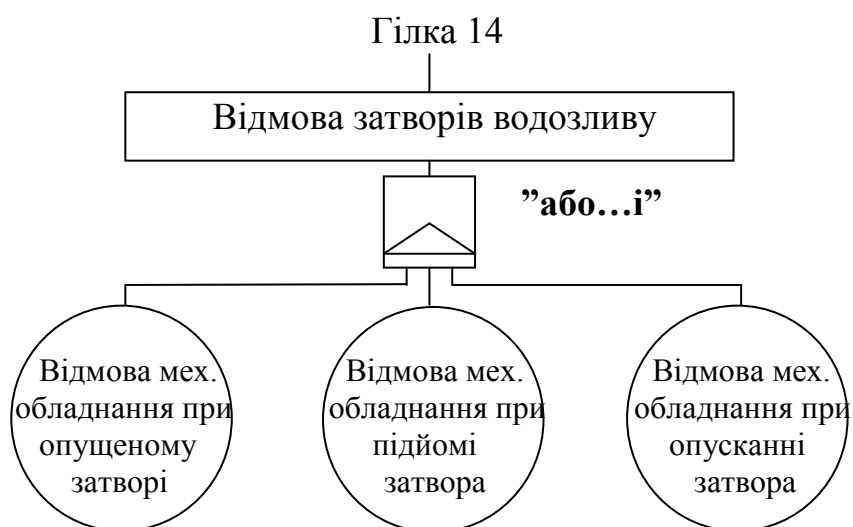 Гілка 14
Відмова затворів водозливу
”або…і”
Відмова мех.
обладнання при
опущеному
затворі
Відмова мех.
обладнання при
підйомі
затвора
Відмова мех.
обладнання при
опусканні
затвора